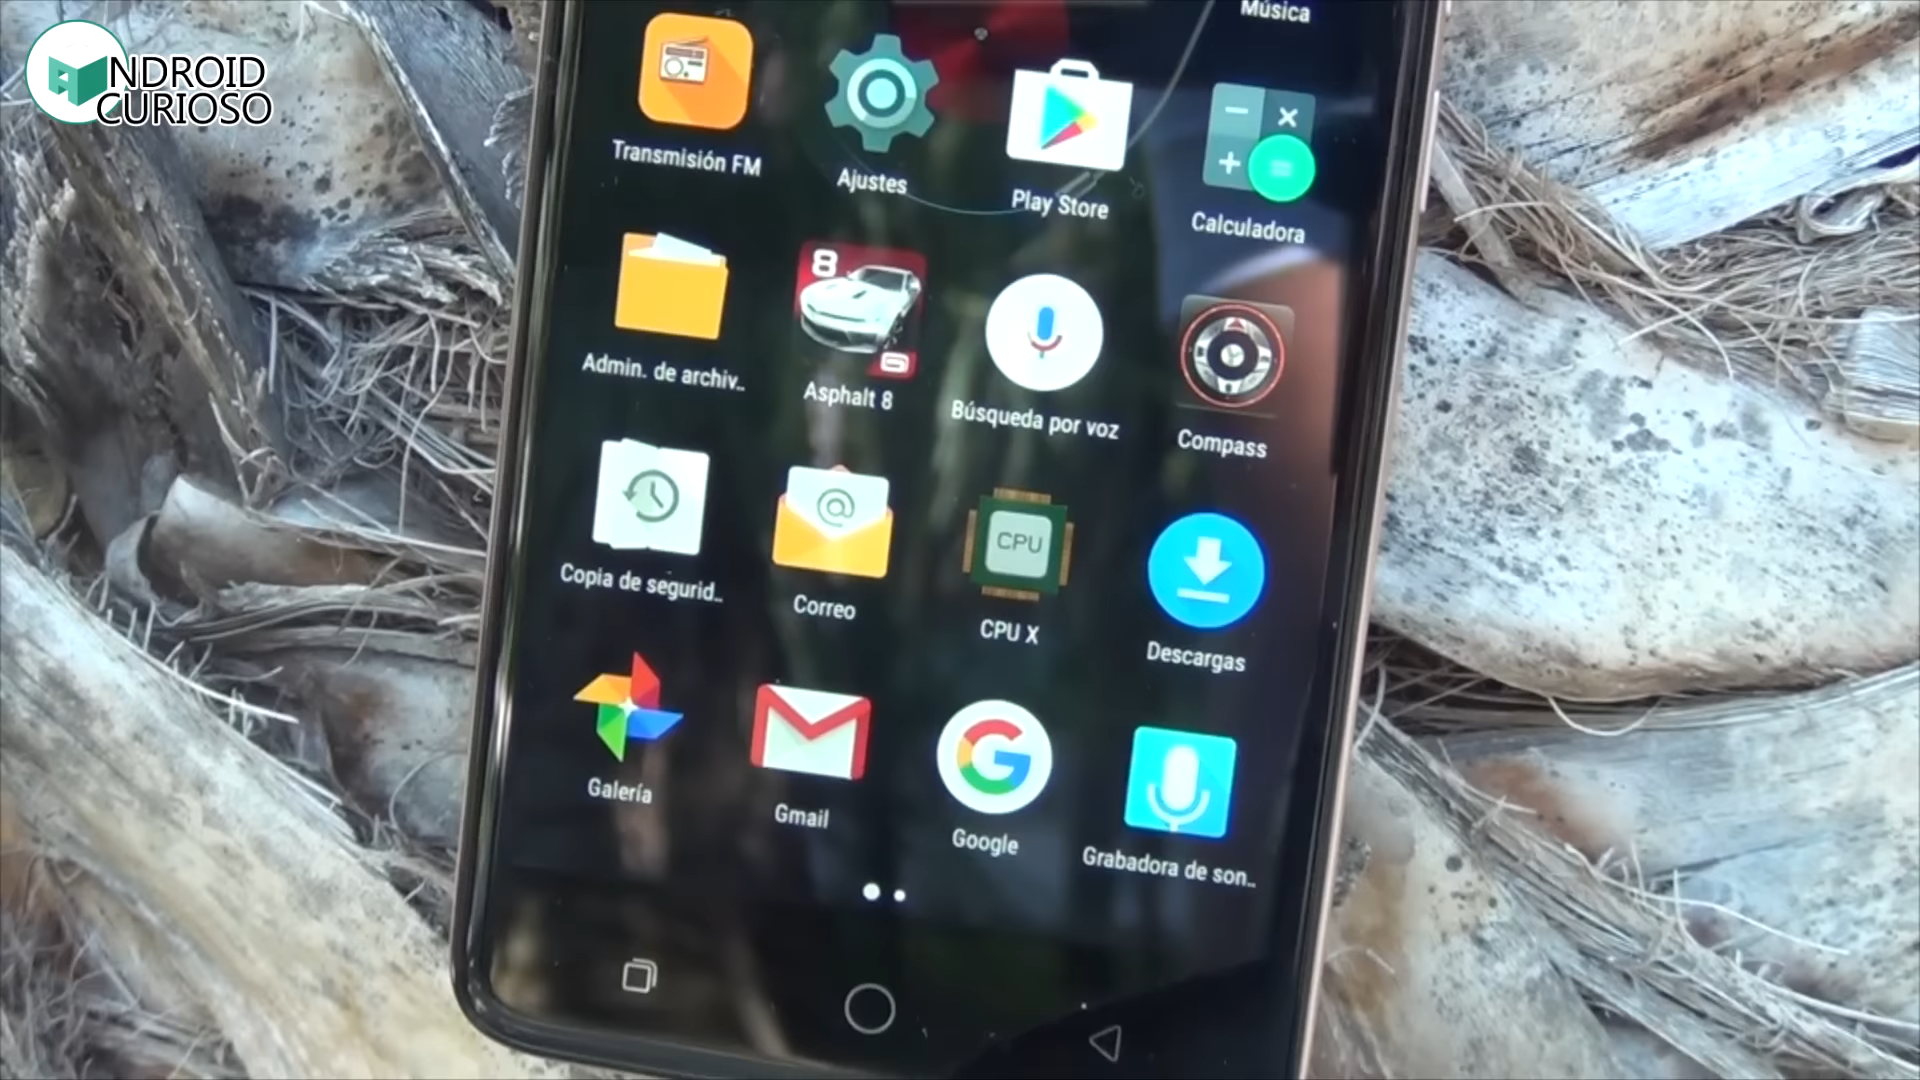 NDROID
CURIOSO
Música
Transmisión FM
Ajustes
Play Store
Calculadora
Admin. de archiv..
8
Asphalt 8
Búsqueda por voz
Compass
Copia de segurid..
@
Correo
CPU
CPU X
Descargas
Galería
Gmail
G
Google
Grabadora de son..